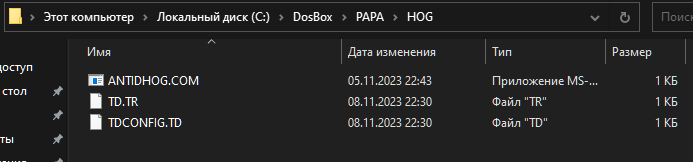 Этот компьютер > Локальный диск (C:) > DosBox > PAPA > HOG
Поиск
Имя Дата изменения Тип Размер
доступ
ANTIDHOG.COM 05.11.2023 22:43 Приложение MS-... 1 КБ
стол
TD.TR 08.11.2023 22:30 Файл "TR" 1 КБ
TDCONFIG.TD 08.11.2023 22:30 Файл "TD" 1 КБ
ты